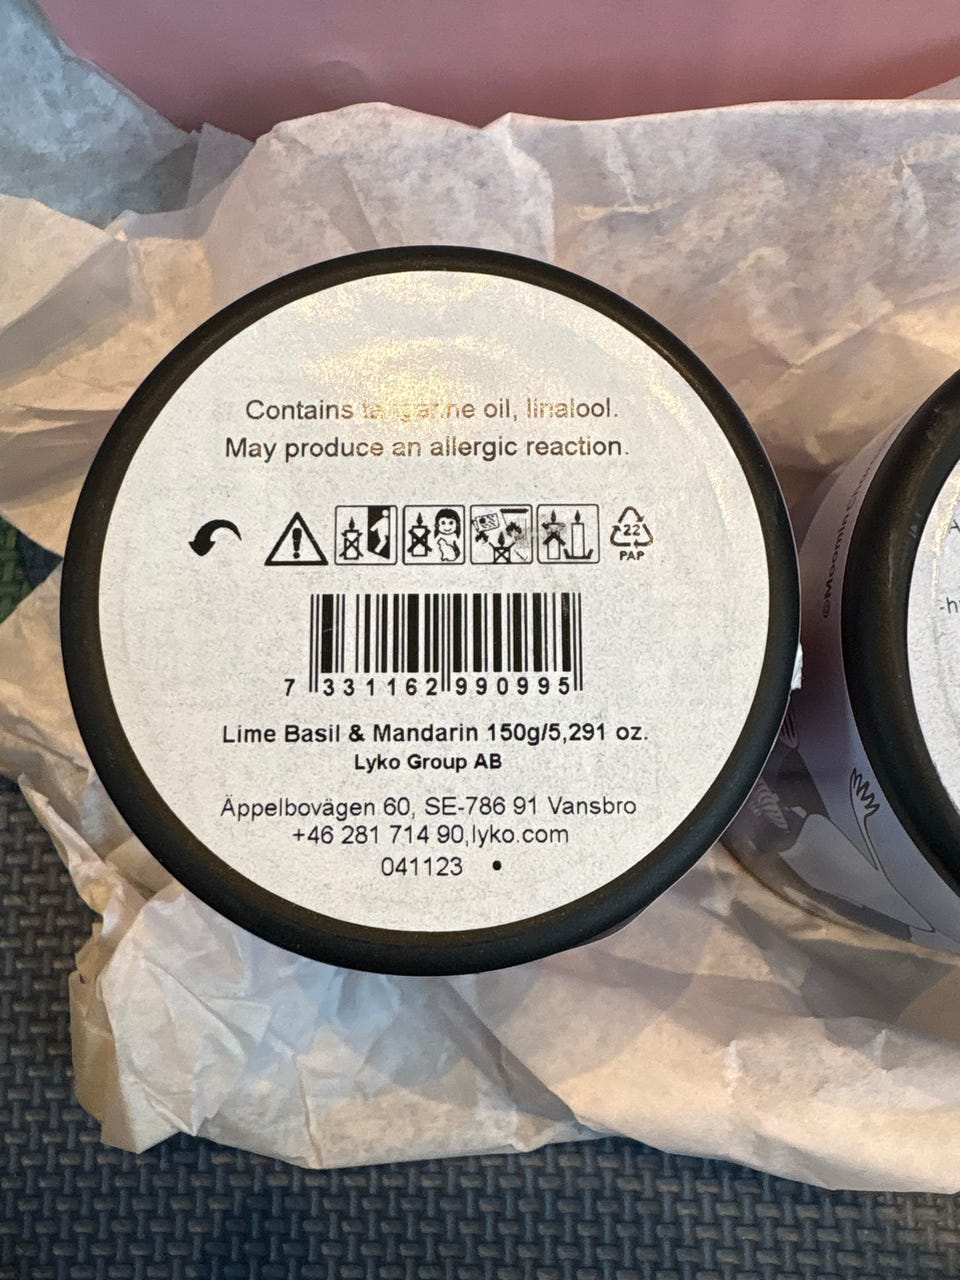 Contains tangerine oil, linalool.
May produce an allergic reaction.
22
PAP
7 331162 990995
Lime Basil & Mandarin 150g/5,291 oz.
Lyko Group AB
Äppelbovägen 60, SE-786 91 Vansbro
+46 281 714 90,lyko.com
041123
©Moomin